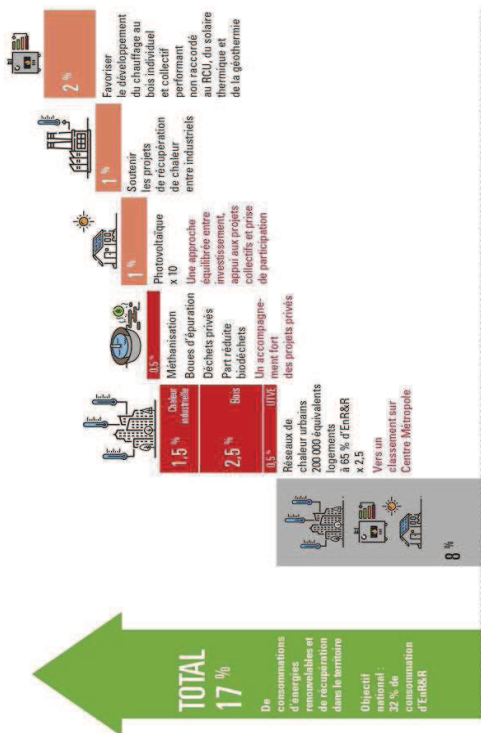 TOTAL
17 %
De
consommations
d'énergies
renouvelables et
de récupération
dans le territoire
Objectif
national :
32 % de
consommation
d'EnR&R
8 %
1,5 %
Chaleur
industrielle
2,5 %
Bois
0,5 %
UTVE
Réseaux de
chaleur urbains
200 000 équivalents
logements
à 65 % d'EnR&R
x 2,5
Vers un
classement sur
Centre Métropole
0,5 %
Méthanisation
Boues d'épuration
Déchets privés
Part réduite
biodéchets
Un accompagne-
ment fort
des projets privés
1 %
Photovoltaïque
x 10
Une approche
équilibrée entre
investissement,
appui aux projets
collectifs et prise
de participation
1 %
Soutenir
les projets
de récupération
de chaleur
entre industriels
2 %
Favoriser
le développement
du chauffage au
bois individuel
et collectif
performant
non raccordé
au RCU, du solaire
thermique et
de la géothermie